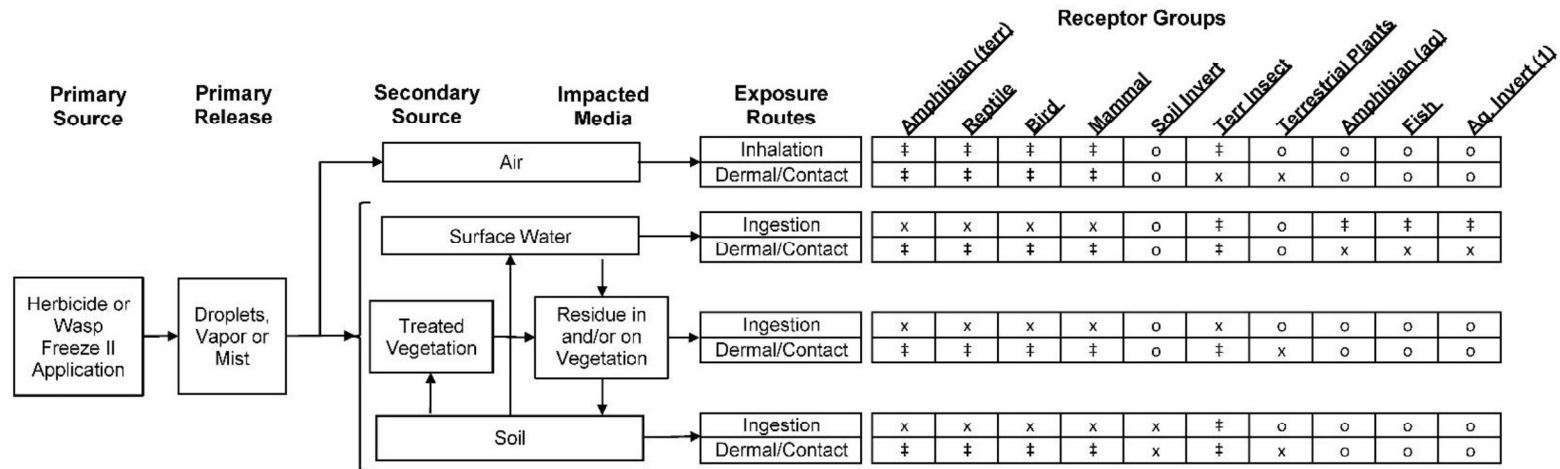 Receptor Groups
Primary
Source
Primary
Release
Secondary
Source
Impacted
Media
Exposure
Routes
Amphibian (terr)
Reptile
Bird
Mammal
Soil Invert
Terr Insect
Terrestrial Plants
Amphibian (aq)
Fish
Aq. Invert (1)
Air
Inhalation ‡ ‡ ‡ ‡ o ‡ o o o o
Dermal/Contact ‡ ‡ ‡ ‡ o x x o o o
Surface Water
Ingestion x x x x o ‡ o ‡ ‡ ‡
Dermal/Contact ‡ ‡ ‡ ‡ o ‡ o x x x
Herbicide or
Wasp
Freeze II
Application
Droplets,
Vapor or
Mist
Treated
Vegetation
Residue in
and/or on
Vegetation
Ingestion x x x x o x o o o o
Dermal/Contact ‡ ‡ ‡ ‡ o ‡ x o o o
Soil
Ingestion x x x x x ‡ o o o o
Dermal/Contact ‡ ‡ ‡ ‡ x ‡ x o o o